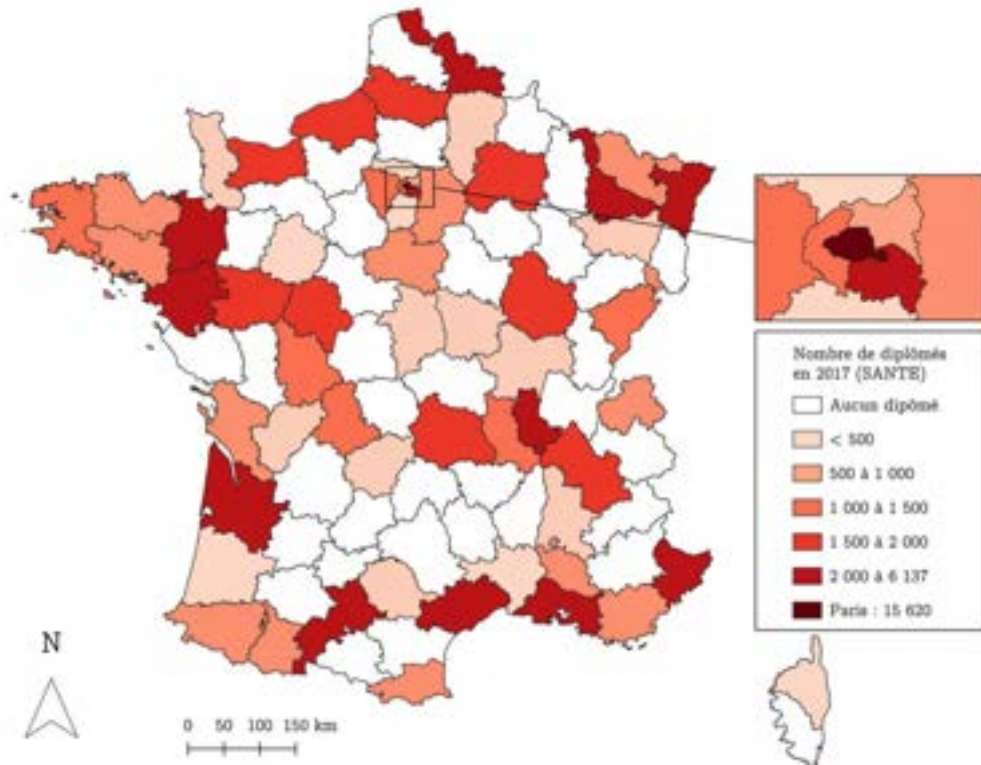 Nombre de diplômés
en 2017 (SANTE)
Aucun dipômé
< 500
500 à 1 000
1 000 à 1 500
1 500 à 2 000
2 000 à 6 137
Paris : 15 620
N
0 50 100 150 km